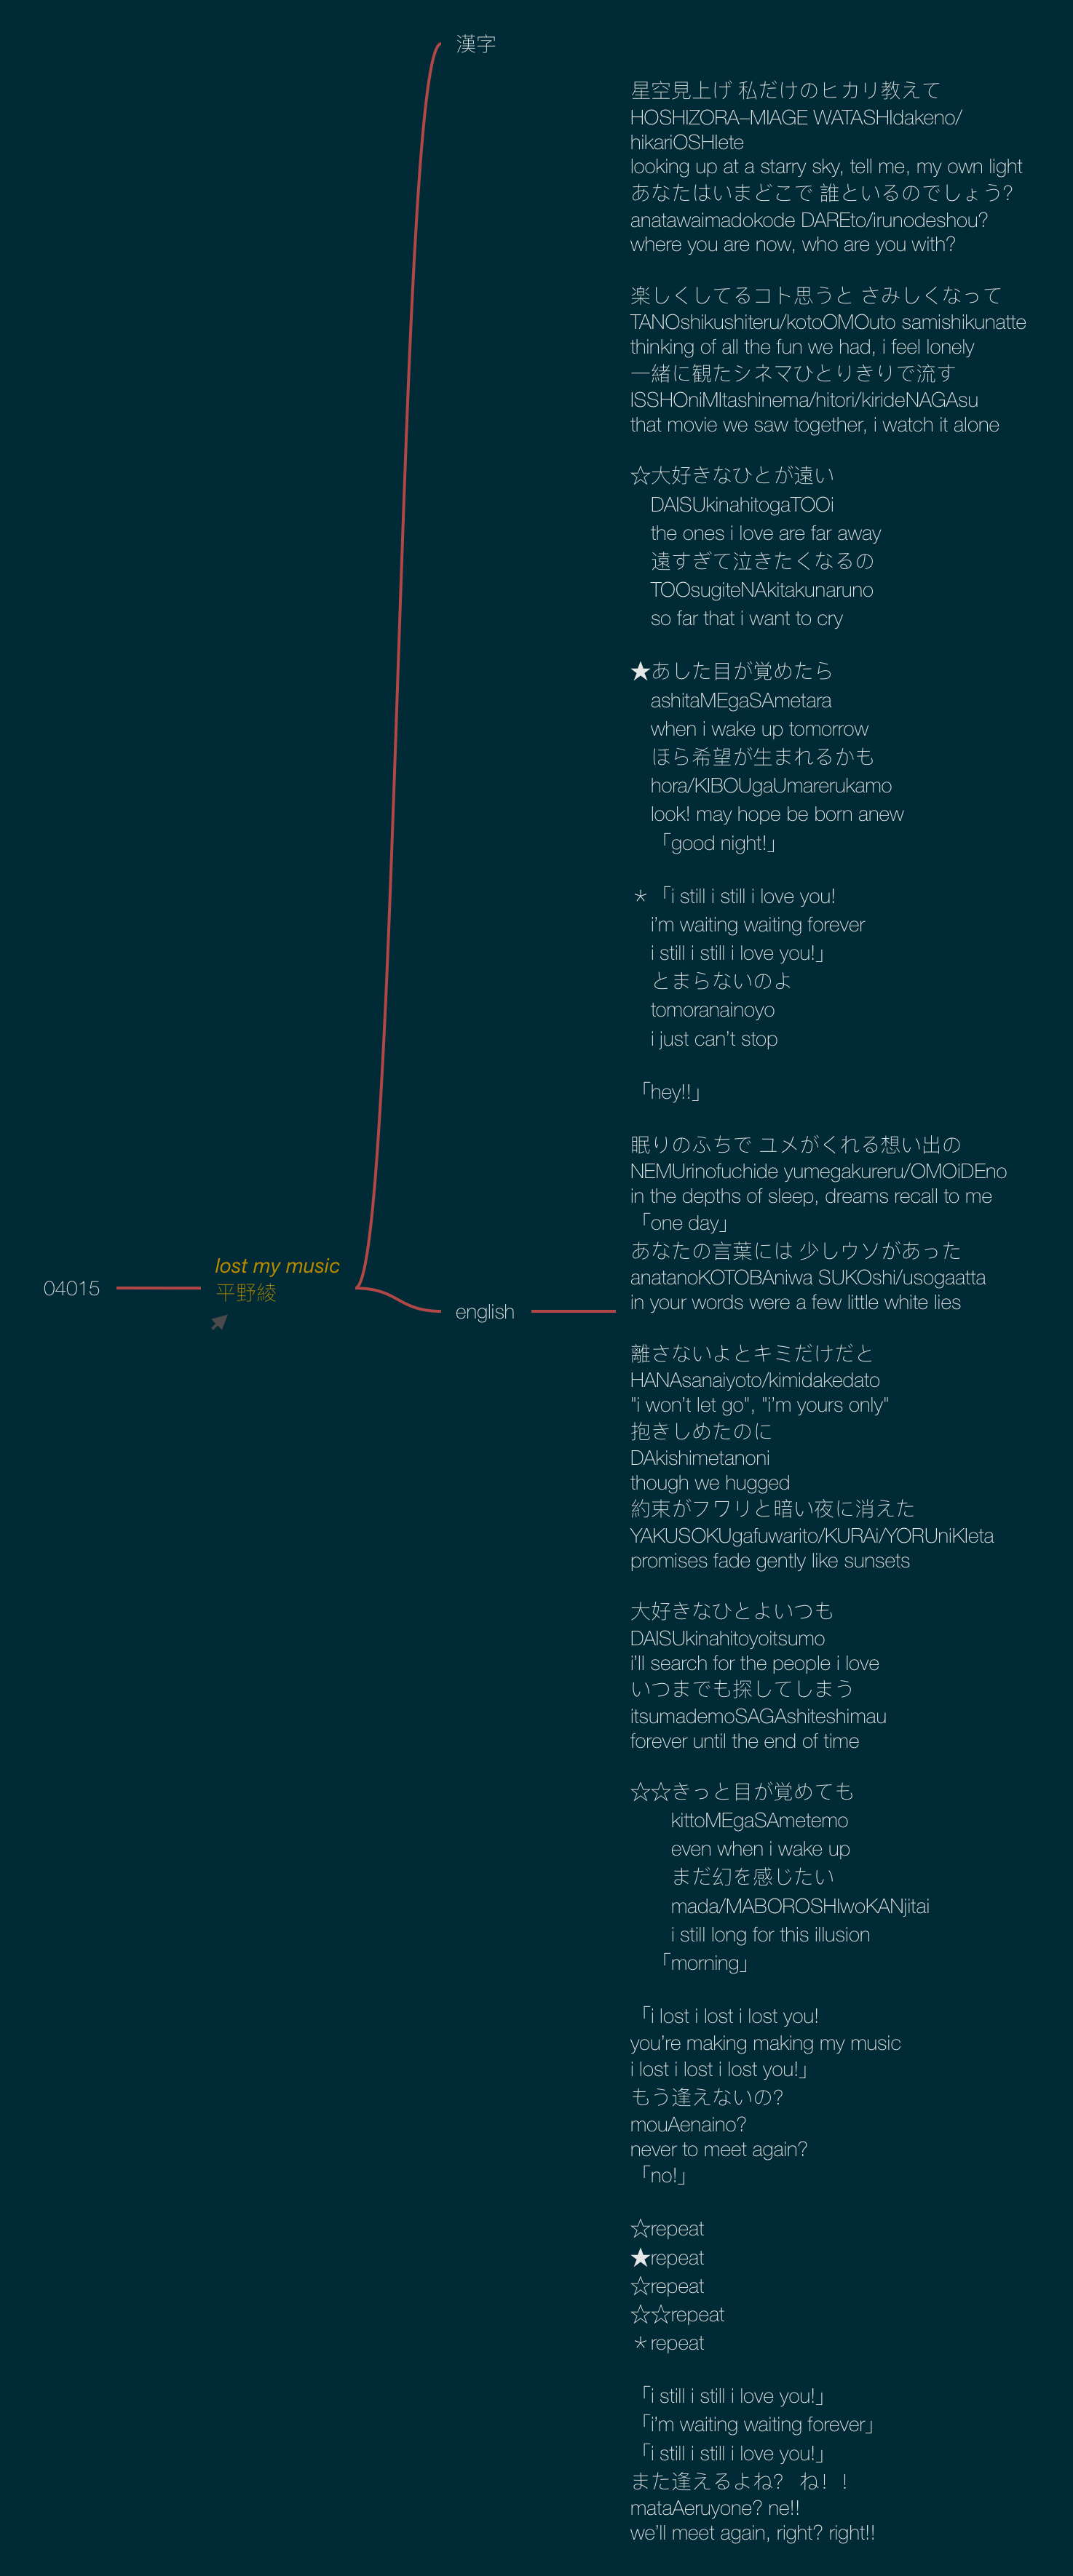 漢字
04015
lost my music
平野綾
english
星空見上げ 私だけのヒカリ教えて
HOSHIZORA–MIAGE WATASHIdakeno/
hikariOSHIete
looking up at a starry sky, tell me, my own light
あなたはいまどこで 誰といるのでしょう?
anatawaimadokode DAREto/irunodeshou?
where you are now, who are you with?
楽しくしてるコト思うと さみしくなって
TANOshikushiteru/kotoOMOuto samishikunatte
thinking of all the fun we had, i feel lonely
一緒に観たシネマひとりきりで流す
ISSHOniMItashinema/hitori/kirideNAGAsu
that movie we saw together, i watch it alone
☆大好きなひとが遠い
DAISUkinahitogaTOOi
the ones i love are far away
遠すぎて泣きたくなるの
TOOsugiteNAkitakunaruno
so far that i want to cry
★あした目が覚めたら
ashitaMEgaSAmetara
when i wake up tomorrow
ほら希望が生まれるかも
hora/KIBOUgaUmarerukamo
look! may hope be born anew
「good night!」
＊「i still i still i love you!
i’m waiting waiting forever
i still i still i love you!」
とまらないのよ
tomoranainoyo
i just can’t stop
「hey!!」
眠りのふちで ユメがくれる想い出の
NEMUrinofuchide yumegakureru/OMOiDEno
in the depths of sleep, dreams recall to me
「one day」
あなたの言葉には 少しウソがあった
anatanoKOTOBAniwa SUKOshi/usogaatta
in your words were a few little white lies
離さないよとキミだけだと
HANAsanaiyoto/kimidakedato
"i won’t let go", "i’m yours only"
抱きしめたのに
DAkishimetanoni
though we hugged
約束がフワリと暗い夜に消えた
YAKUSOKUgafuwarito/KURAi/YORUniKIeta
promises fade gently like sunsets
大好きなひとよいつも
DAISUkinahitoyoitsumo
i’ll search for the people i love
いつまでも探してしまう
itsumademoSAGAshiteshimau
forever until the end of time
☆☆きっと目が覚めても
kittoMEgaSAmetemo
even when i wake up
まだ幻を感じたい
mada/MABOROSHIwoKANjitai
i still long for this illusion
「morning」
「i lost i lost i lost you!
you’re making making my music
i lost i lost i lost you!」
もう逢えないの?
mouAenaino?
never to meet again?
「no!」
☆repeat
★repeat
☆repeat
☆☆repeat
＊repeat
「i still i still i love you!」
「i’m waiting waiting forever」
「i still i still i love you!」
また逢えるよね? ね！！
mataAeruyone? ne!!
we’ll meet again, right? right!!